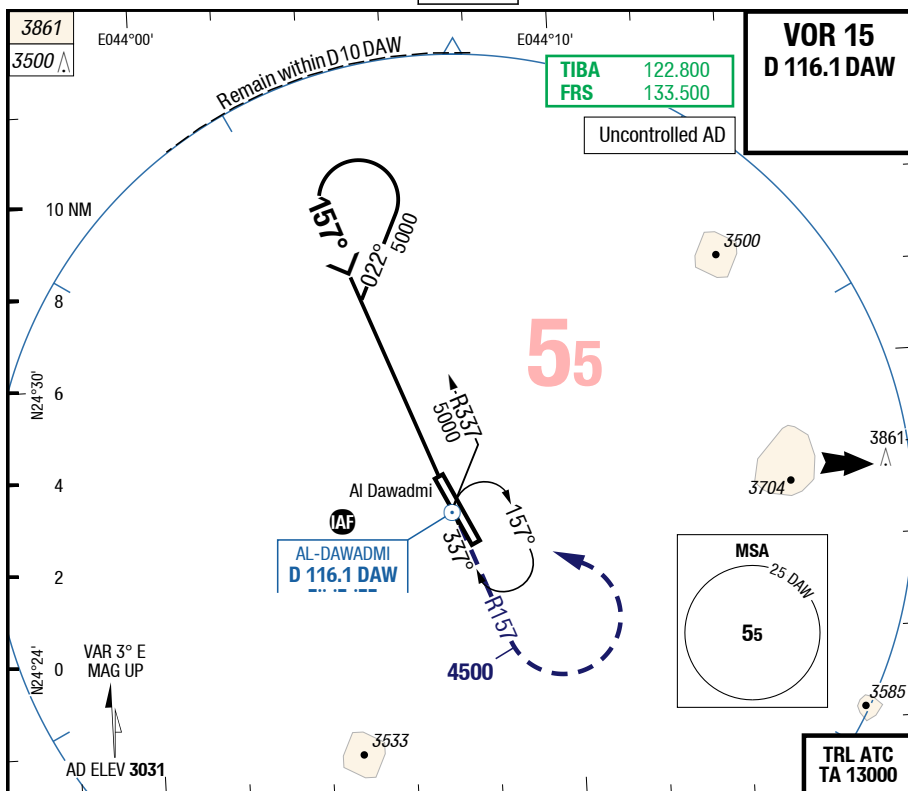 3861
3500
E044°00'
E044°10'
VOR 15
D 116.1 DAW
Remain within D10 DAW
TIBA 122.800
FRS 133.500
Uncontrolled AD
157°
022°
5000
10 NM
3500
8
55
N24°30'
6
R337
5000
3861
4
Al Dawadmi
3704
157°
IAF
337°
AL-DAWADMI
D 116.1 DAW
2
MSA
25 DAW
55
R157
4500
N24°24'
0
VAR 3° E
MAG UP
3585
3533
AD ELEV 3031
TRL ATC
TA 13000